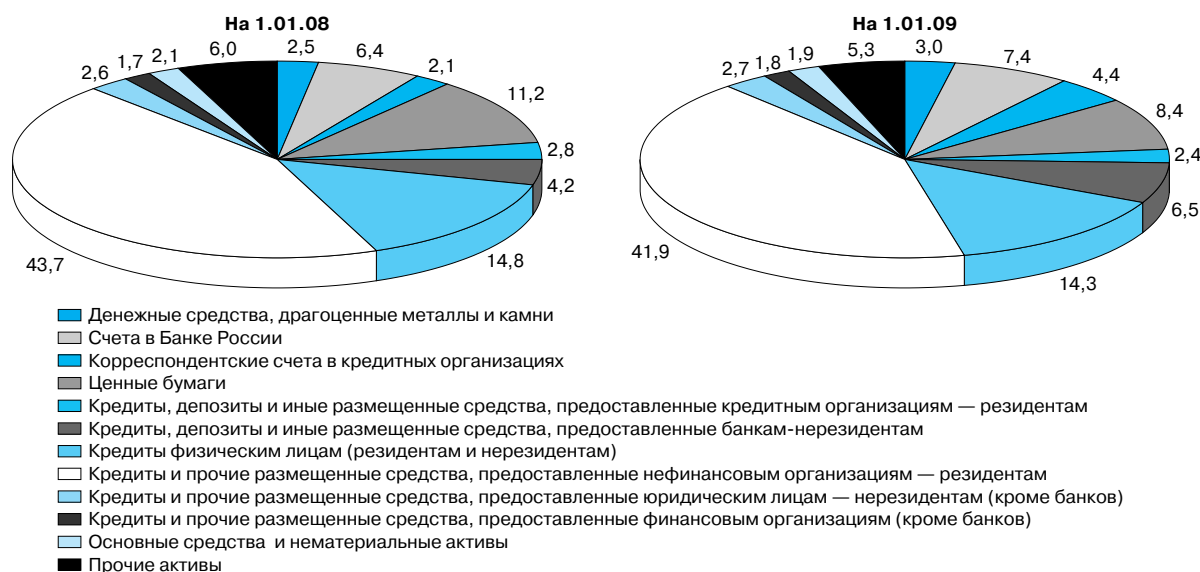 На 1.01.08
2,6
1,7
2,1
6,0
2,5
6,4
2,1
11,2
2,8
4,2
14,8
43,7
На 1.01.09
2,7
1,8
1,9
5,3
3,0
7,4
4,4
8,4
2,4
6,5
14,3
41,9
Денежные средства, драгоценные металлы и камни
Счета в Банке России
Корреспондентские счета в кредитных организациях
Ценные бумаги
Кредиты, депозиты и иные размещенные средства, предоставленные кредитным организациям — резидентам
Кредиты, депозиты и иные размещенные средства, предоставленные банкам-нерезидентам
Кредиты физическим лицам (резидентам и нерезидентам)
Кредиты и прочие размещенные средства, предоставленные нефинансовым организациям — резидентам
Кредиты и прочие размещенные средства, предоставленные юридическим лицам — нерезидентам (кроме банков)
Кредиты и прочие размещенные средства, предоставленные финансовым организациям (кроме банков)
Основные средства и нематериальные активы
Прочие активы